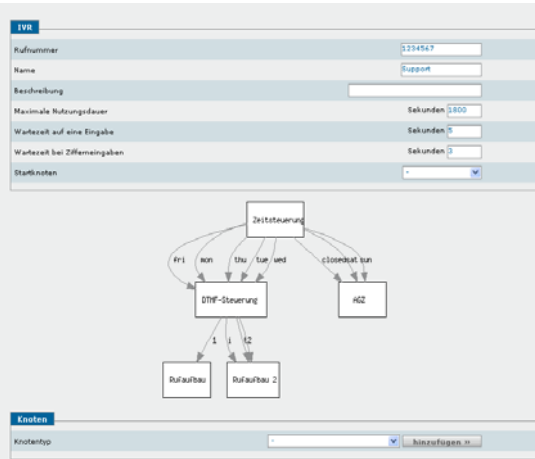 IVR
Rufnummer 1234567
Name Support
Beschreibung
Maximale Nutzungsdauer Sekunden 1800
Wartezeit auf eine Eingabe Sekunden 5
Wartezeit bei Zifferneingaben Sekunden 3
Startknoten -
Zeitsteuerung
fri mon thu tue wed closed sat sun
DTMF-Steuerung AGZ
1 i t 2
Rufaufbau Rufaufbau 2
Knoten
Knotentyp - hinzufügen »